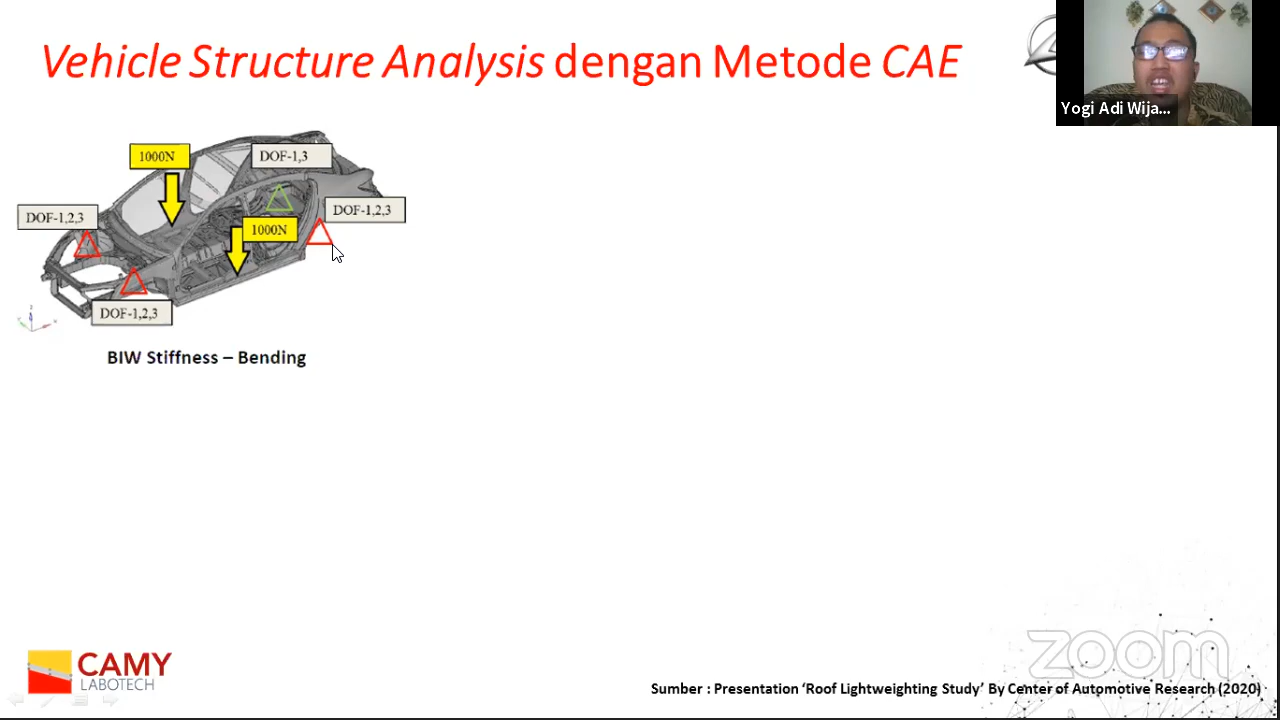 Vehicle Structure Analysis dengan Metode CAE
Yogi Adi Wija...
1000N
DOF-1,3
DOF-1,2,3
DOF-1,2,3
1000N
DOF-1,2,3
BIW Stiffness – Bending
zoom
CAMY
LABOTECH
Sumber : Presentation ‘Roof Lightweighting Study’ By Center of Automotive Research (2020)